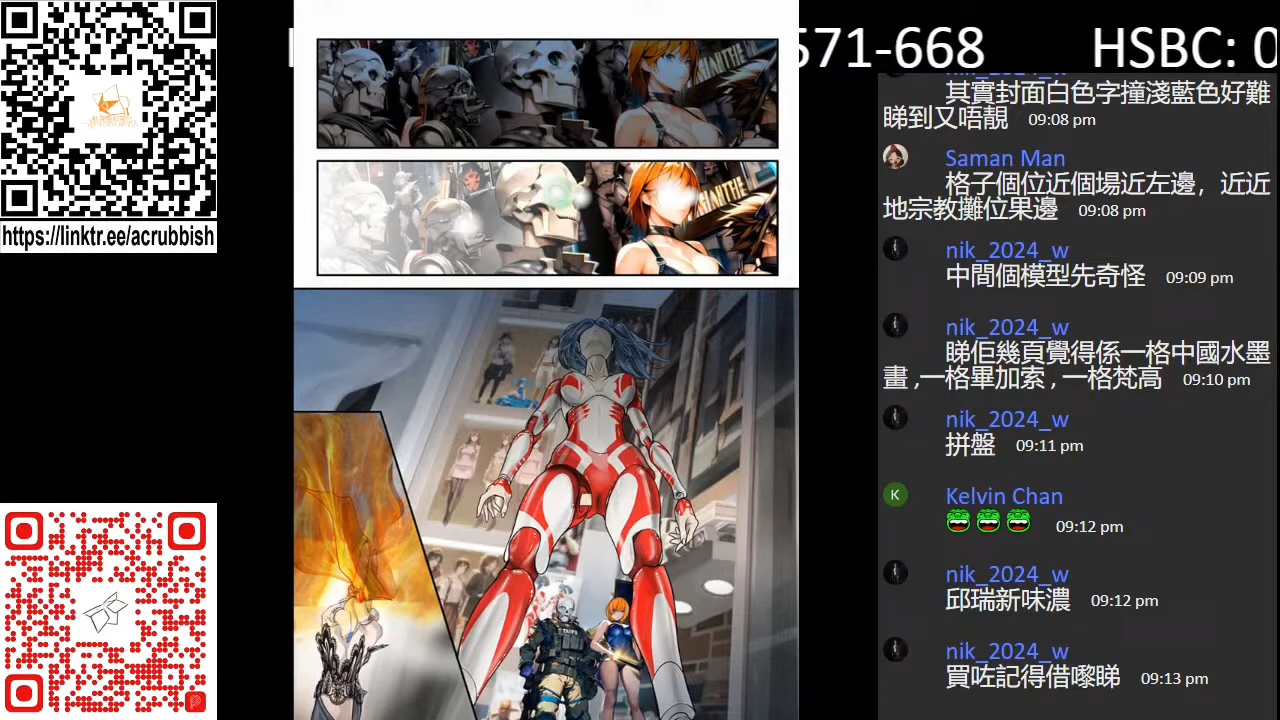 571-668
HSBC: 0
https://linktr.ee/acrubbish
nik_2024_w
其實封面白色字撞淺藍色好難
睇到又唔靚 09:08 pm
Saman Man
格子個位近個場近左邊，近近
地宗教攤位果邊 09:08 pm
nik_2024_w
中間個模型先奇怪 09:09 pm
nik_2024_w
睇佢幾頁覺得係一格中國水墨
畫 ,一格畢加索 , 一格梵高 09:10 pm
nik_2024_w
拼盤 09:11 pm
K
Kelvin Chan
09:12 pm
nik_2024_w
邱瑞新味濃 09:12 pm
nik_2024_w
買咗記得借嚟睇 09:13 pm